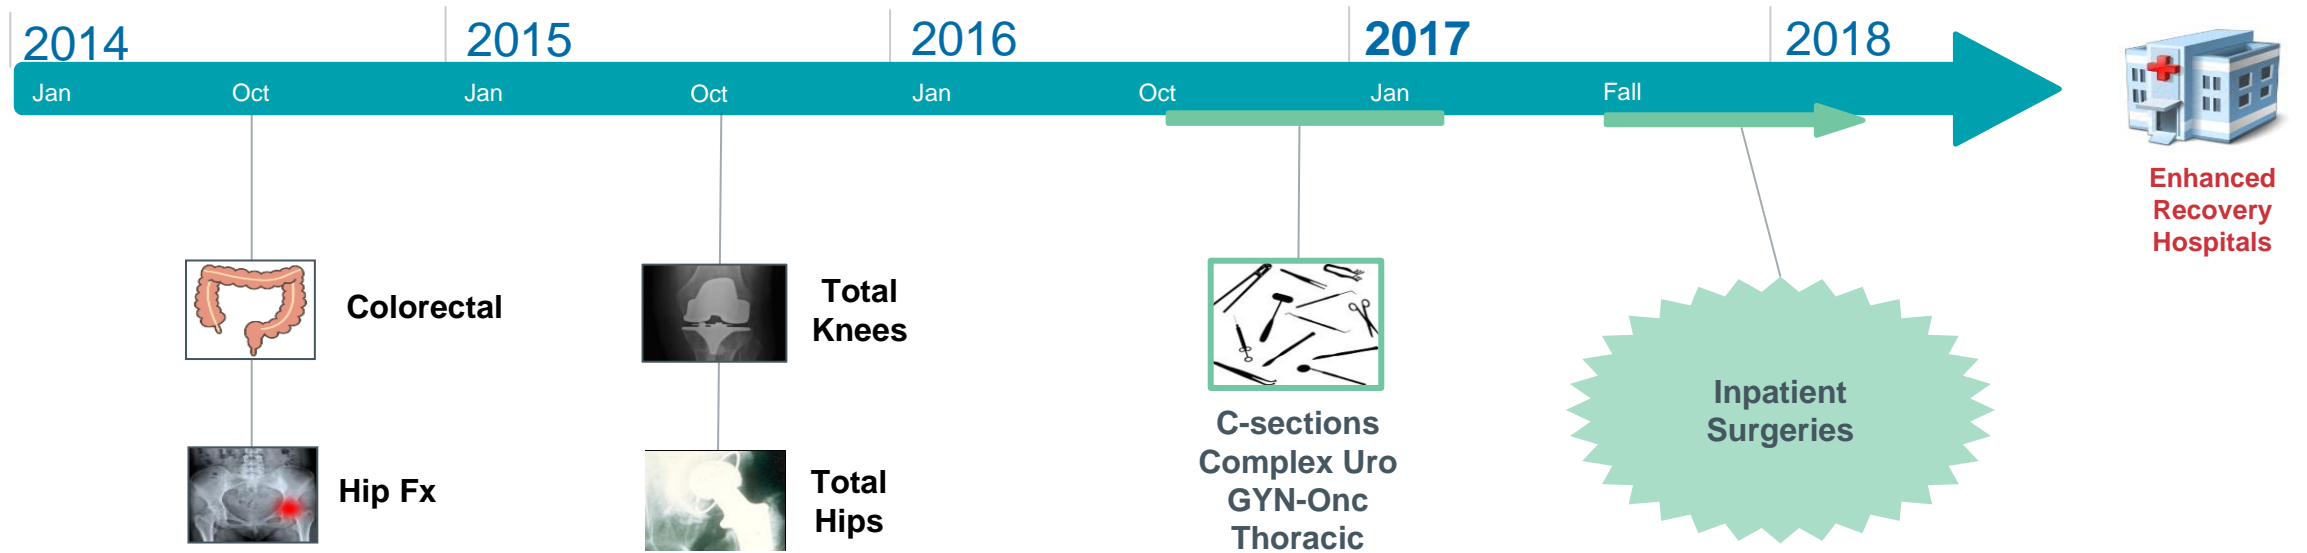 2014
2015
2016
2017
2018
Jan
Oct
Jan
Oct
Jan
Oct
Jan
Fall
Enhanced
Recovery
Hospitals
Colorectal
Hip Fx
Total
Knees
Total
Hips
C-sections
Complex Uro
GYN-Onc
Thoracic
Inpatient
Surgeries